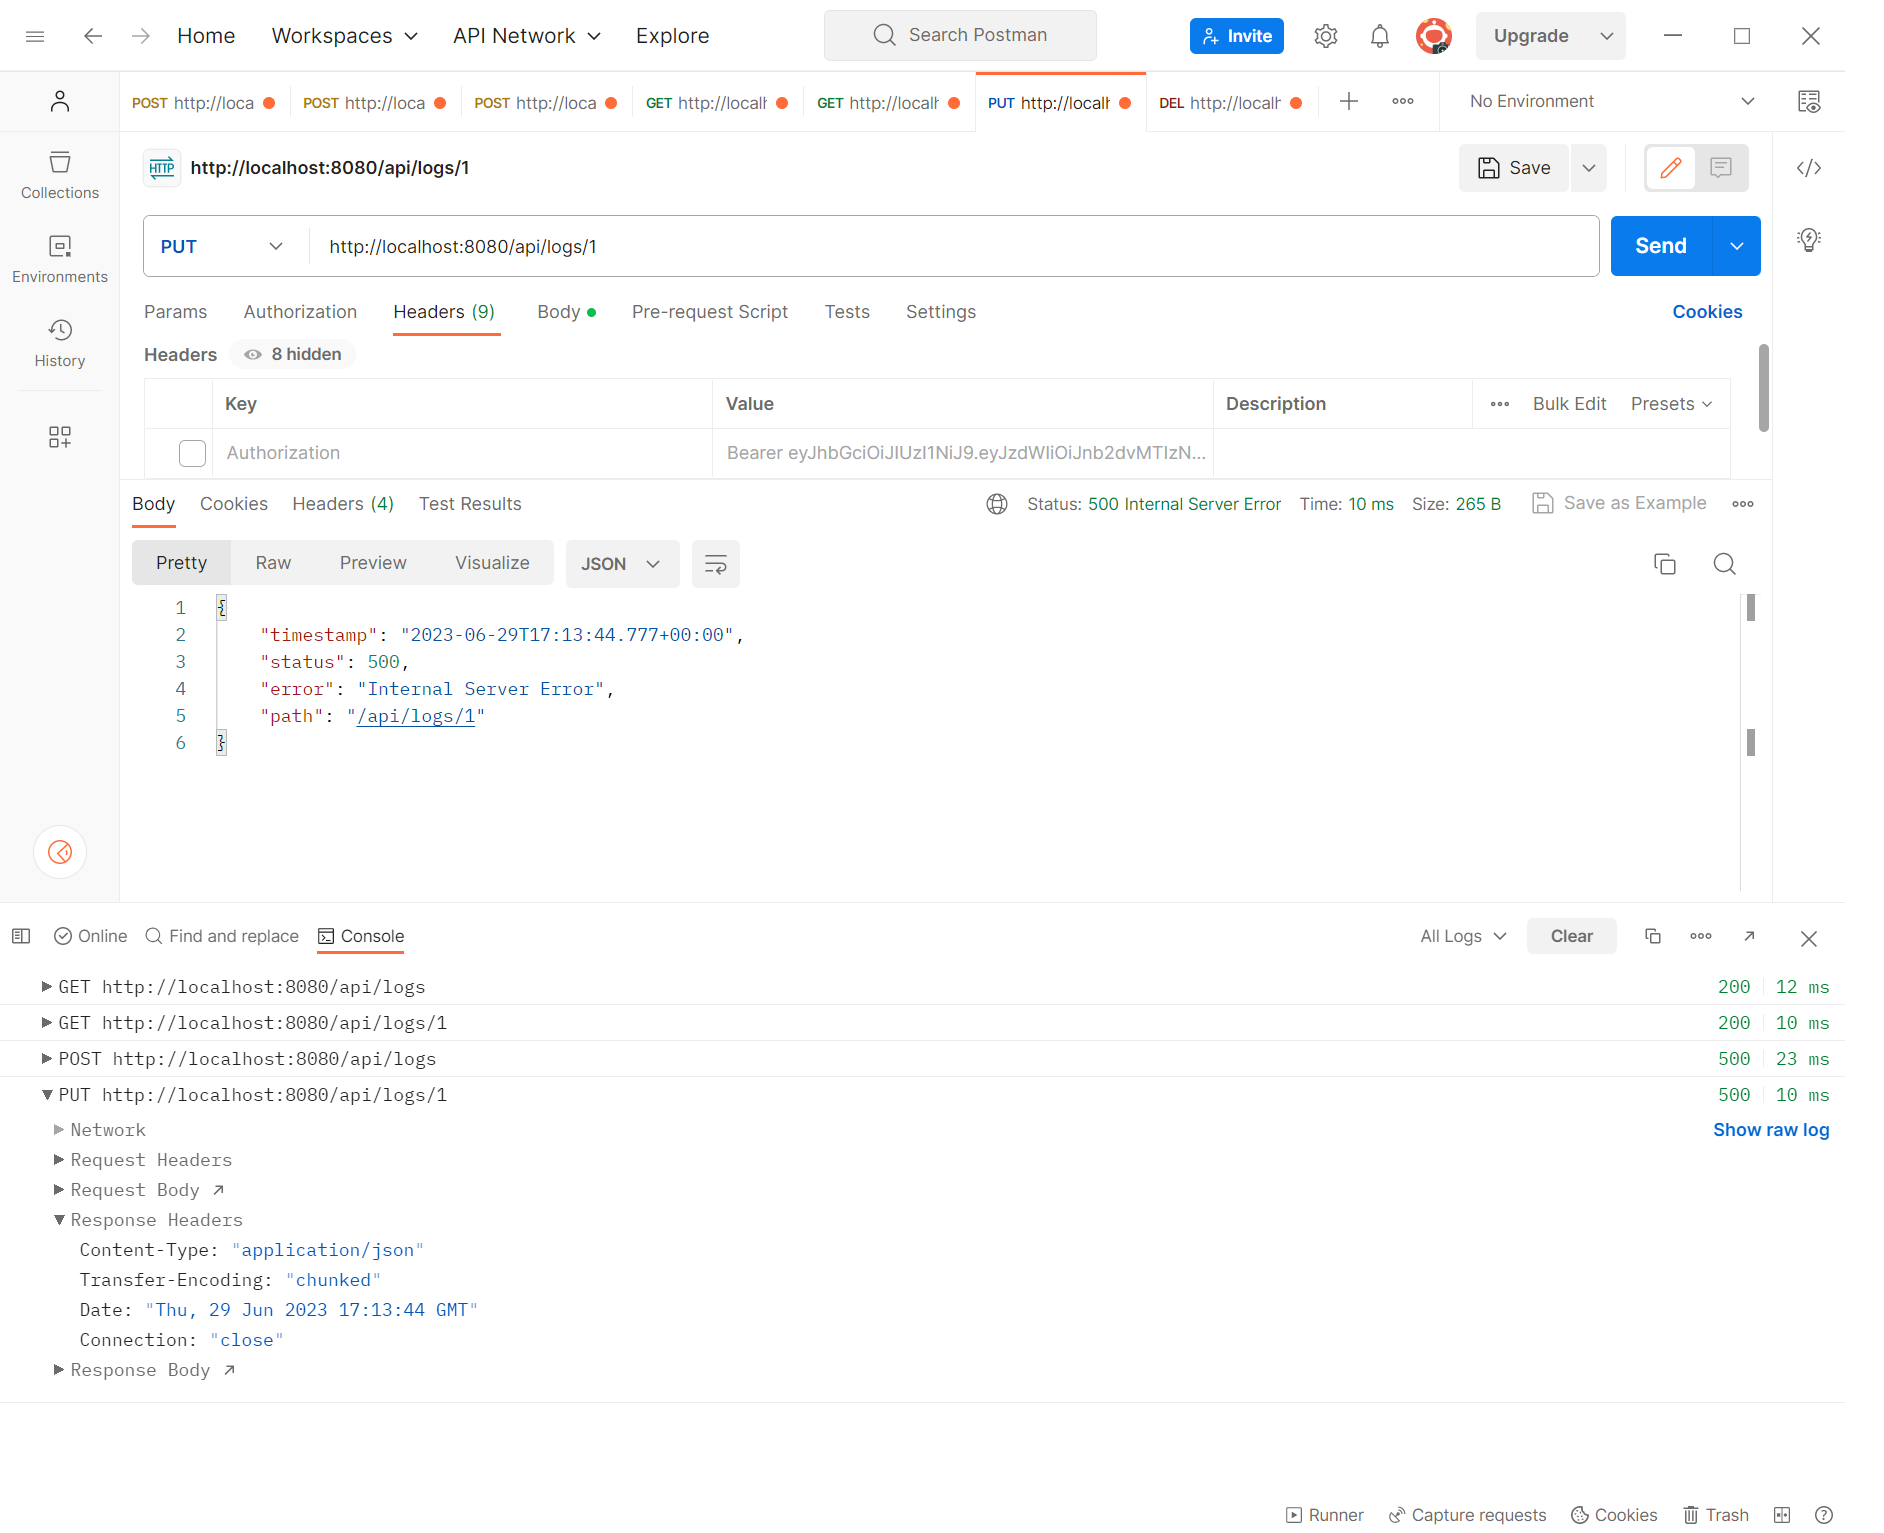 Home Workspaces API Network Explore Search Postman Invite Upgrade
POST http://loca POST http://loca POST http://loca GET http://localh GET http://localh PUT http://localh DEL http://localh No Environment
HTTP http://localhost:8080/api/logs/1 Save
Collections
PUT http://localhost:8080/api/logs/1 Send
Environments
Params Authorization Headers (9) Body Pre-request Script Tests Settings Cookies
History
Headers 8 hidden
Key Value Description Bulk Edit Presets
Authorization Bearer eyJhbGciOiJIUzI1NiJ9.eyJzdWIiOiJnb2dvMTIzN...
Body Cookies Headers (4) Test Results Status: 500 Internal Server Error Time: 10 ms Size: 265 B Save as Example
Pretty Raw Preview Visualize JSON
1 {
2 "timestamp": "2023-06-29T17:13:44.777+00:00",
3 "status": 500,
4 "error": "Internal Server Error",
5 "path": "/api/logs/1"
6 }
Online Find and replace Console All Logs Clear
GET http://localhost:8080/api/logs 200 12 ms
GET http://localhost:8080/api/logs/1 200 10 ms
POST http://localhost:8080/api/logs 500 23 ms
PUT http://localhost:8080/api/logs/1 500 10 ms
Network Show raw log
Request Headers
Request Body
Response Headers
Content-Type: "application/json"
Transfer-Encoding: "chunked"
Date: "Thu, 29 Jun 2023 17:13:44 GMT"
Connection: "close"
Response Body
Runner Capture requests Cookies Trash